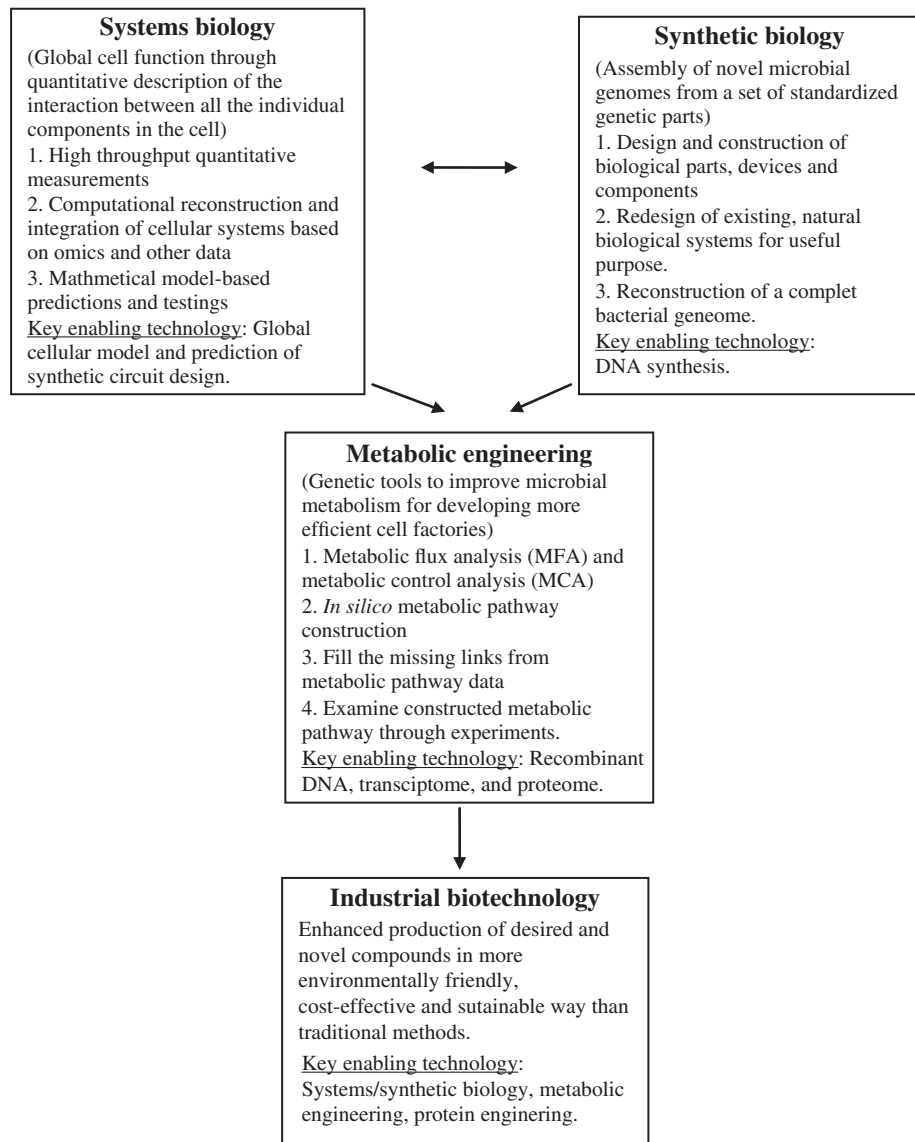 Systems biology
(Global cell function through
quantitative description of the
interaction between all the individual
components in the cell)
1. High throughput quantitative
measurements
2. Computational reconstruction and
integration of cellular systems based
on omics and other data
3. Mathmetical model-based
predictions and testings
Key enabling technology: Global
cellular model and prediction of
synthetic circuit design.
Synthetic biology
(Assembly of novel microbial
genomes from a set of standardized
genetic parts)
1. Design and construction of
biological parts, devices and
components
2. Redesign of existing, natural
biological systems for useful
purpose.
3. Reconstruction of a complet
bacterial geneome.
Key enabling technology:
DNA synthesis.
Metabolic engineering
(Genetic tools to improve microbial
metabolism for developing more
efficient cell factories)
1. Metabolic flux analysis (MFA) and
metabolic control analysis (MCA)
2. In silico metabolic pathway
construction
3. Fill the missing links from
metabolic pathway data
4. Examine constructed metabolic
pathway through experiments.
Key enabling technology: Recombinant
DNA, transciptome, and proteome.
Industrial biotechnology
Enhanced production of desired and
novel compounds in more
environmentally friendly,
cost-effective and sutainable way than
traditional methods.
Key enabling technology:
Systems/synthetic biology, metabolic
engineering, protein enginering.